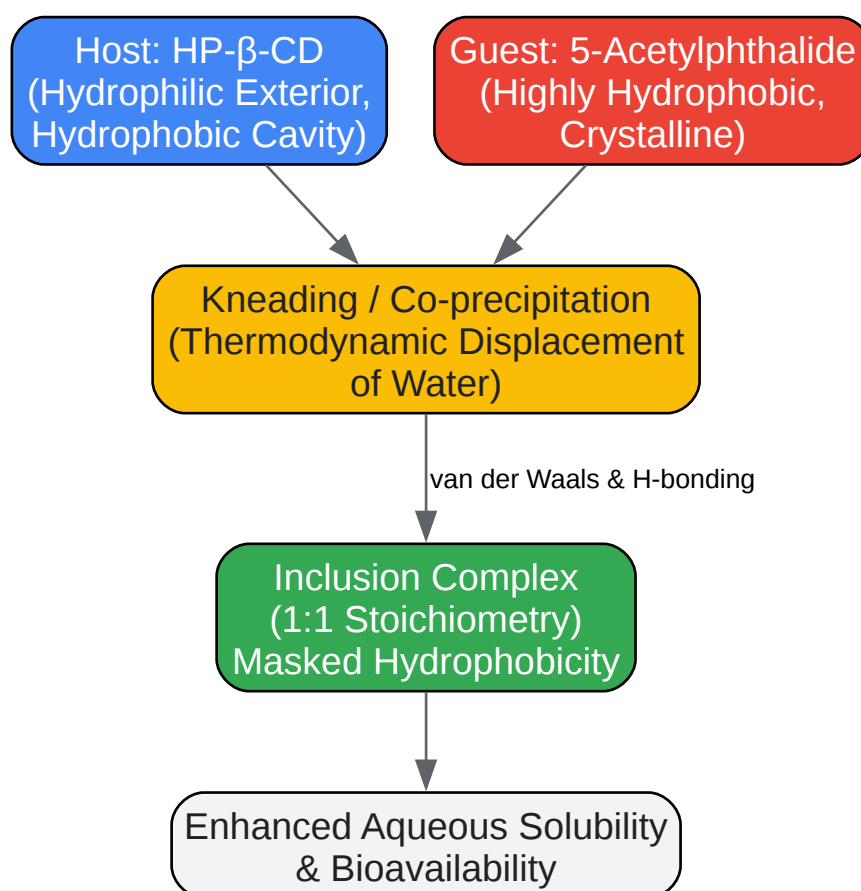 Host: HP-β-CD
(Hydrophilic Exterior,
Hydrophobic Cavity)
Guest: 5-Acetylphthalide
(Highly Hydrophobic,
Crystalline)
Kneading / Co-precipitation
(Thermodynamic Displacement
of Water)
van der Waals & H-bonding
Inclusion Complex
(1:1 Stoichiometry)
Masked Hydrophobicity
Enhanced Aqueous Solubility
& Bioavailability